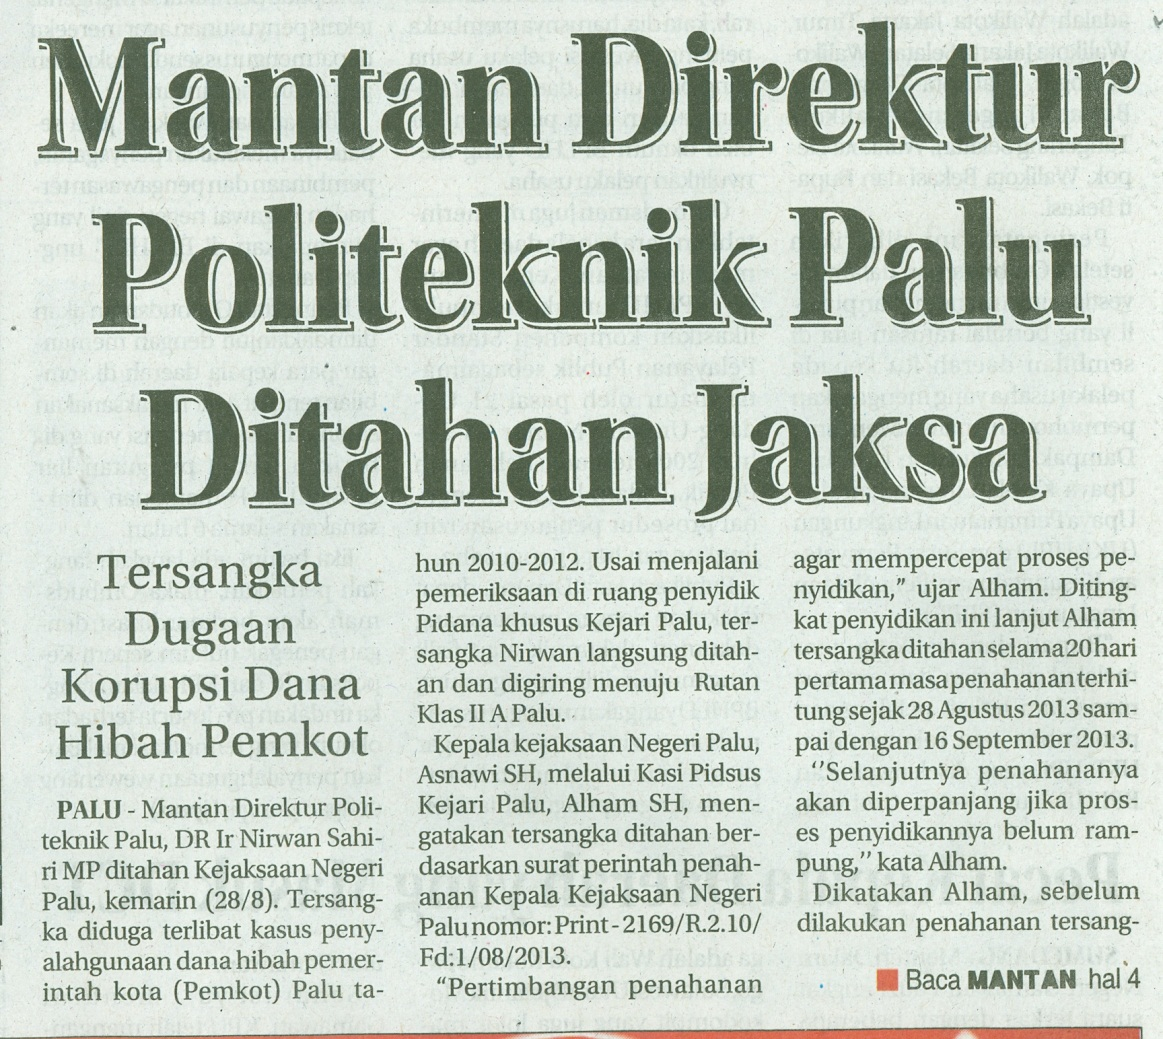 Mantan Direktur
Politeknik Palu
Ditahan Jaksa
Tersangka
Dugaan
Korupsi Dana
Hibah Pemkot
PALU - Mantan Direktur Poli-
teknik Palu, DR Ir Nirwan Sahi-
ri MP ditahan Kejaksaan Negeri
Palu, kemarin (28/8). Tersang-
ka diduga terlibat kasus peny-
alahgunaan dana hibah pemer-
intah kota (Pemkot) Palu ta-
hun 2010-2012. Usai menjalani
pemeriksaan di ruang penyidik
Pidana khusus Kejari Palu, ter-
sangka Nirwan langsung ditah-
an dan digiring menuju Rutan
Klas II A Palu.
Kepala kejaksaan Negeri Palu,
Asnawi SH, melalui Kasi Pidsus
Kejari Palu, Alham SH, men-
gatakan tersangka ditahan ber-
dasarkan surat perintah penah-
anan Kepala Kejaksaan Negeri
Palu nomor: Print - 2169/R.2.10/
Fd:1/08/2013.
“Pertimbangan penahanan
agar mempercepat proses pe-
nyidikan,” ujar Alham. Diting-
kat penyidikan ini lanjut Alham
tersangka ditahan selama 20 hari
pertama masa penahanan terhi-
tung sejak 28 Agustus 2013 sam-
pai dengan 16 September 2013.
‘’Selanjutnya penahananya
akan diperpanjang jika pros-
es penyidikannya belum ram-
pung,’’ kata Alham.
Dikatakan Alham, sebelum
dilakukan penahanan tersang-
Baca MANTAN hal 4